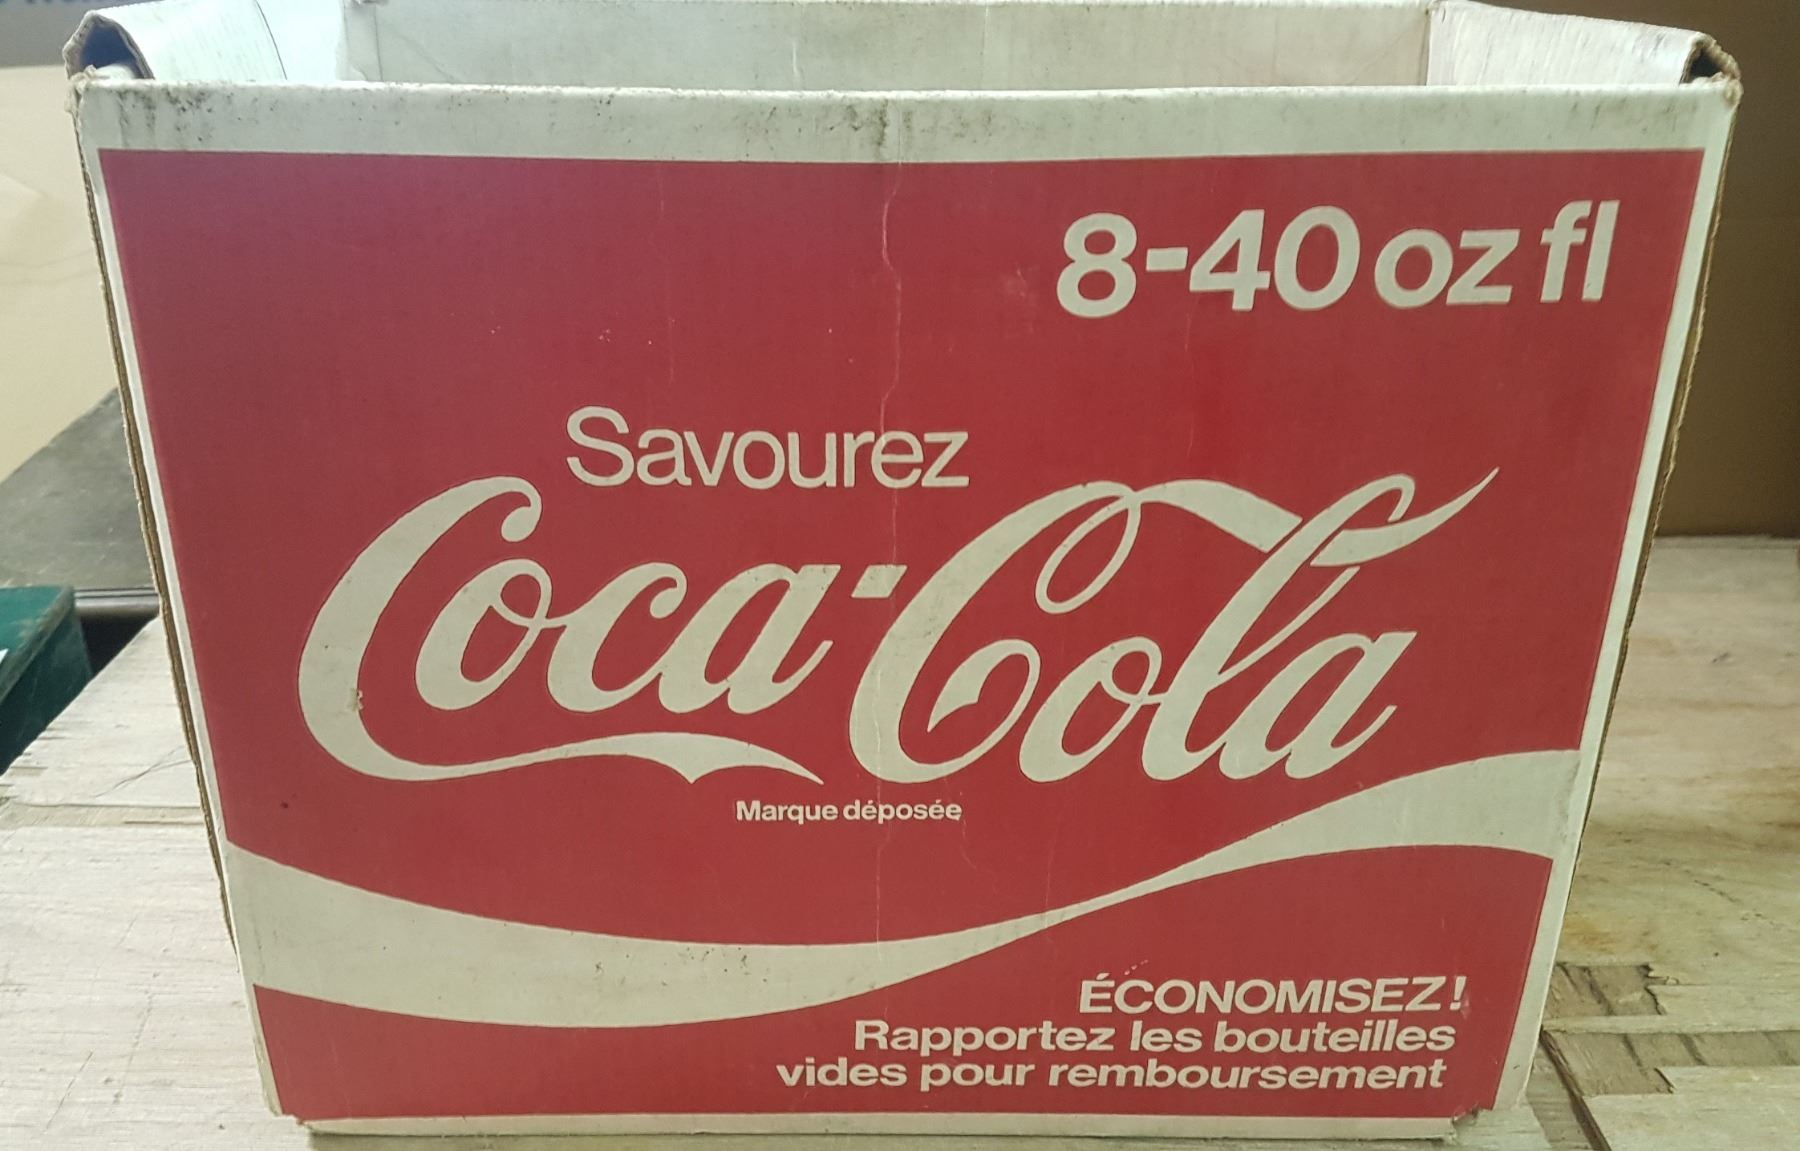 8-40 oz fl
Savourez
Coca-Cola
Marque déposée
ÉCONOMISEZ!
Rapportez les bouteilles
vides pour remboursement